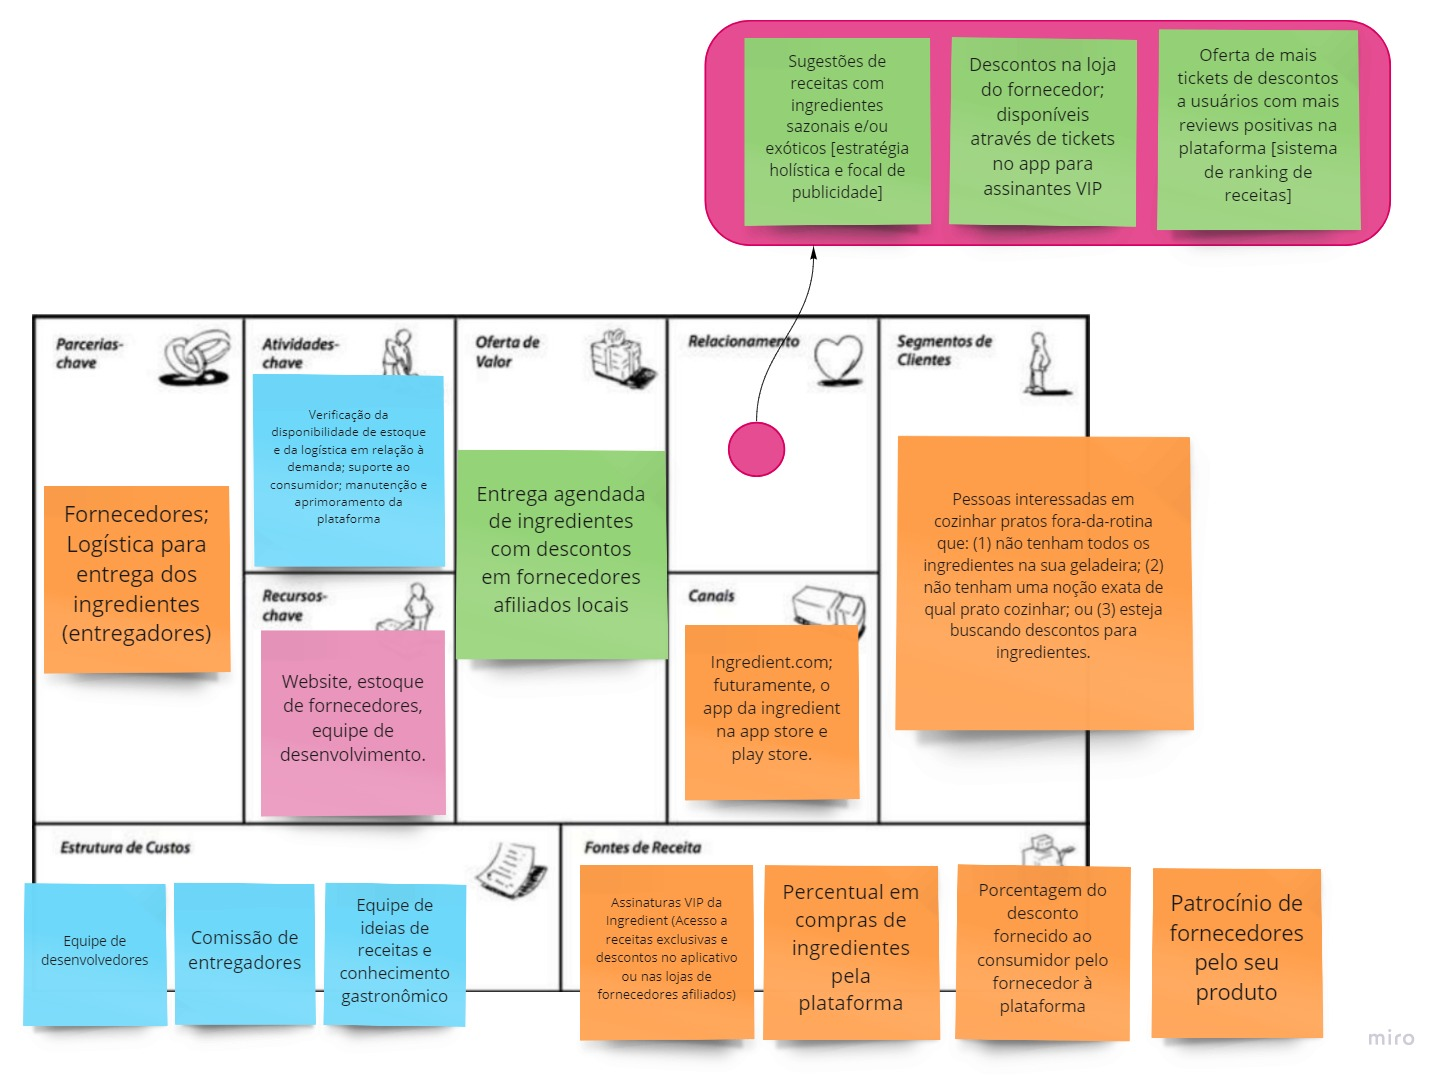 Sugestões de
receitas com
ingredientes
sazonais e/ou
exóticos [estratégia
holística e focal de
publicidade]
Descontos na loja
do fornecedor;
disponíveis
através de tickets
no app para
assinantes VIP
Oferta de mais
tickets de descontos
a usuários com mais
reviews positivas na
plataforma [sistema
de ranking de
receitas]
Parcerias-
chave
Fornecedores;
Logística para
entrega dos
ingredientes
(entregadores)
Atividades-
chave
Verificação da
disponibilidade de estoque
e da logística em relação à
demanda; suporte ao
consumidor; manutenção e
aprimoramento da
plataforma
Recursos-
chave
Website, estoque
de fornecedores,
equipe de
desenvolvimento.
Oferta de
Valor
Entrega agendada
de ingredientes
com descontos
em fornecedores
afiliados locais
Relacionamento
Canais
Ingredient.com;
futuramente, o
app da ingredient
na app store e
play store.
Segmentos de
Clientes
Pessoas interessadas em
cozinhar pratos fora-da-rotina
que: (1) não tenham todos os
ingredientes na sua geladeira; (2)
não tenham uma noção exata de
qual prato cozinhar; ou (3) esteja
buscando descontos para
ingredientes.
Estrutura de Custos
Equipe de
desenvolvedores
Comissão de
entregadores
Equipe de
ideias de
receitas e
conhecimento
gastronômico
Fontes de Receita
Assinaturas VIP da
Ingredient (Acesso a
receitas exclusivas e
descontos no aplicativo
ou nas lojas de
fornecedores afiliados)
Percentual em
compras de
ingredientes
pela
plataforma
Porcentagem do
desconto
fornecido ao
consumidor pelo
fornecedor à
plataforma
Patrocínio de
fornecedores
pelo seu
produto
miro